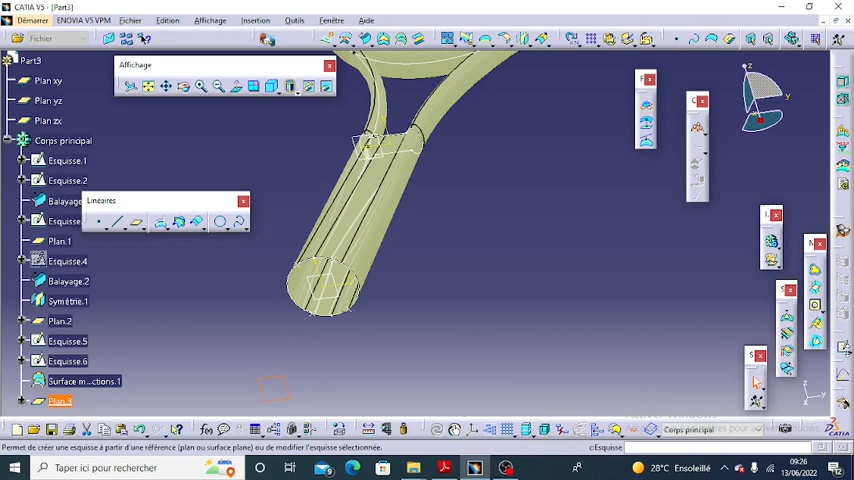 CATIA V5 VPM - [Part3]
Démarrer ENOVIA V5 VPM Fichier Edition Affichage Insertion Outils Fenêtre Aide
Fichier
Part3
Affichage
Plan xy
Plan yz
Plan zx
Corps principal
Esquisse.1
Esquisse.2
Balayage
Linéaires
Esquisse
Plan.1
Esquisse.4
Balayage.2
Symétrie.1
Plan.2
Esquisse.5
Esquisse.6
Surface m...ctions.1
Plan.3
F
C
I.
M
S
S
z
y
x
z
x
Corps principal
CATIA
Permet de créer une esquisse à partir d'une référence (plan ou surface plane) ou de modifier l'esquisse sélectionnée.
c:Esquisse
Taper ici pour rechercher
28°C Ensoleillé
09:26
13/06/2022